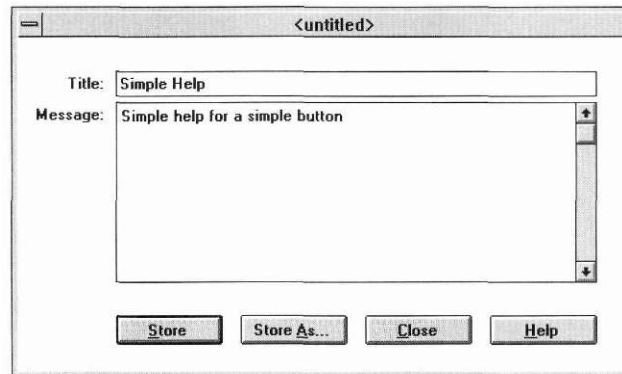 <untitled>
Title: Simple Help
Message: Simple help for a simple button
Store Store As... Close Help